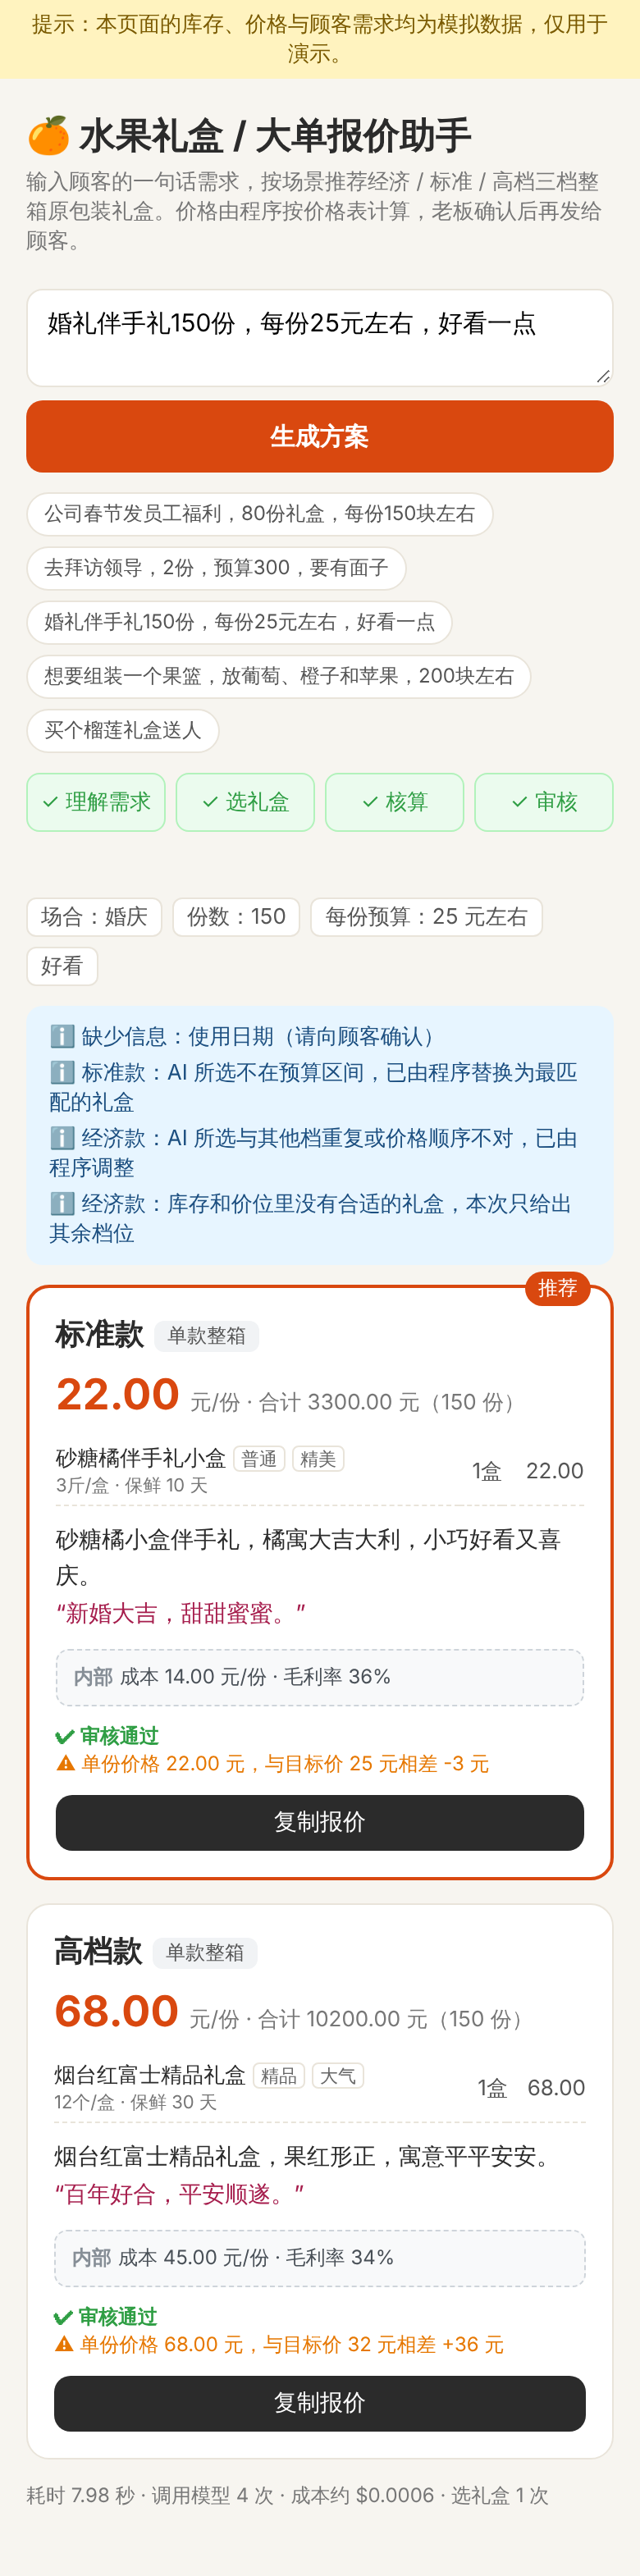 提示：本页面的库存、价格与顾客需求均为模拟数据，仅用于
演示。
🍊 水果礼盒 / 大单报价助手
输入顾客的一句话需求，按场景推荐经济 / 标准 / 高档三档整
箱原包装礼盒。价格由程序按价格表计算，老板确认后再发给
顾客。
婚礼伴手礼150份，每份25元左右，好看一点
生成方案
公司春节发员工福利，80份礼盒，每份150块左右
去拜访领导，2份，预算300，要有面子
婚礼伴手礼150份，每份25元左右，好看一点
想要组装一个果篮，放葡萄、橙子和苹果，200块左右
买个榴莲礼盒送人
✓ 理解需求 ✓ 选礼盒 ✓ 核算 ✓ 审核
场合：婚庆 份数：150 每份预算：25 元左右
好看
ℹ️ 缺少信息：使用日期（请向顾客确认）
ℹ️ 标准款：AI 所选不在预算区间，已由程序替换为最匹
配的礼盒
ℹ️ 经济款：AI 所选与其他档重复或价格顺序不对，已由
程序调整
ℹ️ 经济款：库存和价位里没有合适的礼盒，本次只给出
其余档位
推荐
标准款 单款整箱
22.00 元/份 · 合计 3300.00 元（150 份）
砂糖橘伴手礼小盒 普通 精美 1盒 22.00
3斤/盒 · 保鲜 10 天
砂糖橘小盒伴手礼，橘寓大吉大利，小巧好看又喜
庆。
“新婚大吉，甜甜蜜蜜。”
内部 成本 14.00 元/份 · 毛利率 36%
✔ 审核通过
⚠ 单份价格 22.00 元，与目标价 25 元相差 -3 元
复制报价
高档款 单款整箱
68.00 元/份 · 合计 10200.00 元（150 份）
烟台红富士精品礼盒 精品 大气 1盒 68.00
12个/盒 · 保鲜 30 天
烟台红富士精品礼盒，果红形正，寓意平平安安。
“百年好合，平安顺遂。”
内部 成本 45.00 元/份 · 毛利率 34%
✔ 审核通过
⚠ 单份价格 68.00 元，与目标价 32 元相差 +36 元
复制报价
耗时 7.98 秒 · 调用模型 4 次 · 成本约 $0.0006 · 选礼盒 1 次